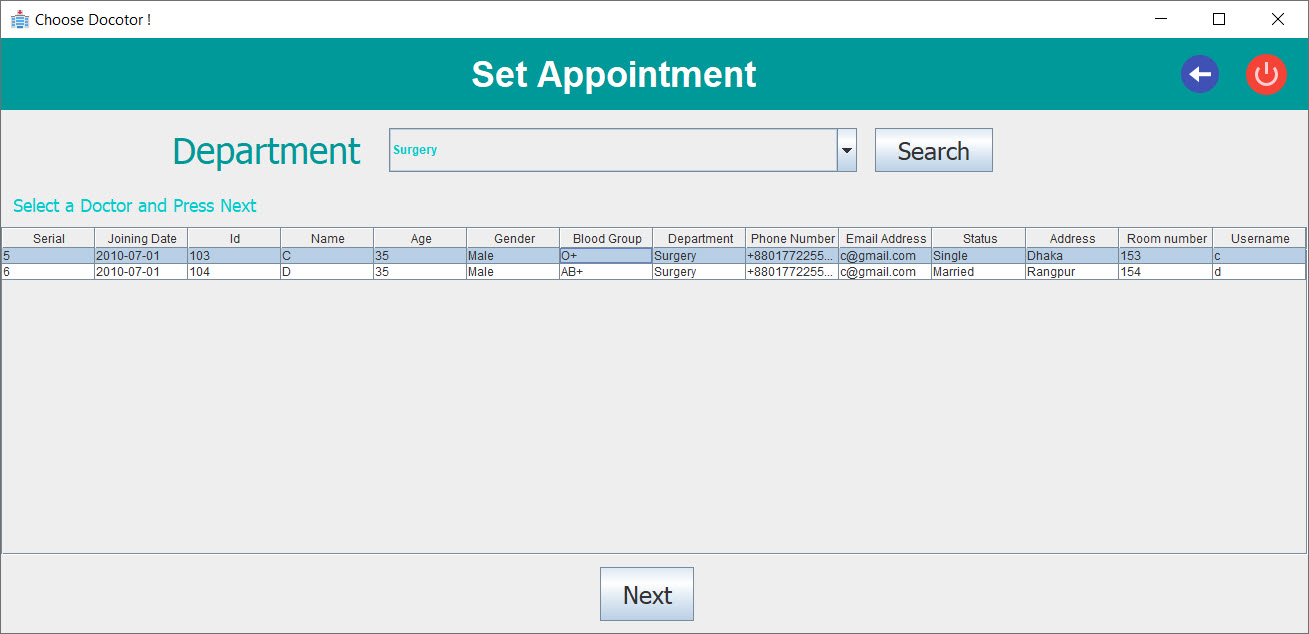 Choose Docotor !
Set Appointment
Department Surgery Search
Select a Doctor and Press Next
Serial Joining Date Id Name Age Gender Blood Group Department Phone Number Email Address Status Address Room number Username
5 2010-07-01 103 C 35 Male O+ Surgery +8801772255... c@gmail.com Single Dhaka 153 c
6 2010-07-01 104 D 35 Male AB+ Surgery +8801772255... c@gmail.com Married Rangpur 154 d
Next